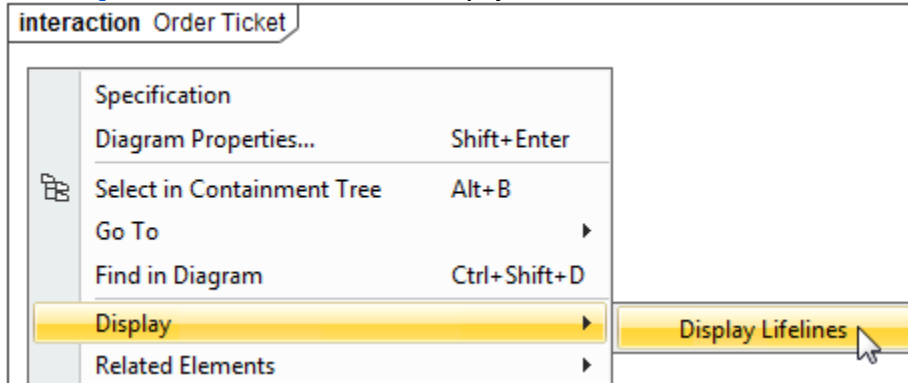 interaction Order Ticket
Specification
Diagram Properties... Shift+Enter
Select in Containment Tree Alt+B
Go To
Find in Diagram Ctrl+Shift+D
Display Display Lifelines
Related Elements